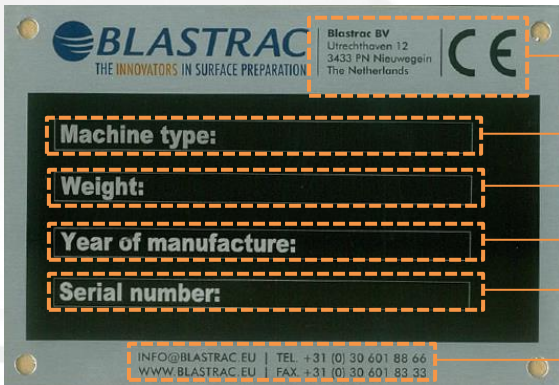 BLASTRAC
THE INNOVATORS IN SURFACE PREPARATION
Blastrac BV
Utrechthaven 12
3433 PN Nieuwegein
The Netherlands
CE
Machine type:
Weight:
Year of manufacture:
Serial number:
INFO@BLASTRAC.EU | TEL. +31 (0) 30 601 88 66
WWW.BLASTRAC.EU | FAX. +31 (0) 30 601 83 33